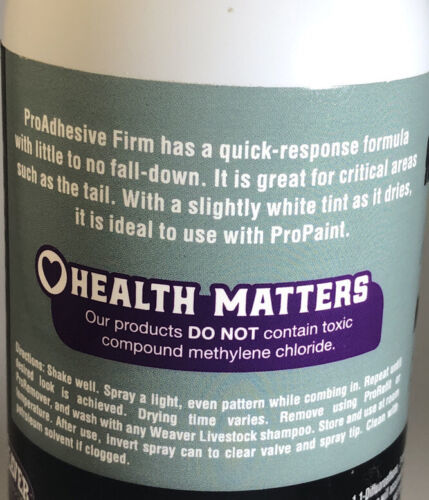 ProAdhesive Firm has a quick-response formula
with little to no fall-down. It is great for critical areas
such as the tail. With a slightly white tint as it dries,
it is ideal to use with ProPaint.
HEALTH MATTERS
Our products DO NOT contain toxic
compound methylene chloride.
Directions: Shake well. Spray a light, even pattern while combing in. Repeat until
desired look is achieved. Drying time varies. Remove using ProRefit or
ProRemover, and wash with any Weaver Livestock shampoo. Store and use at room
temperature. After use, invert spray can to clear valve and spray tip. Clean with
petroleum solvent if clogged.